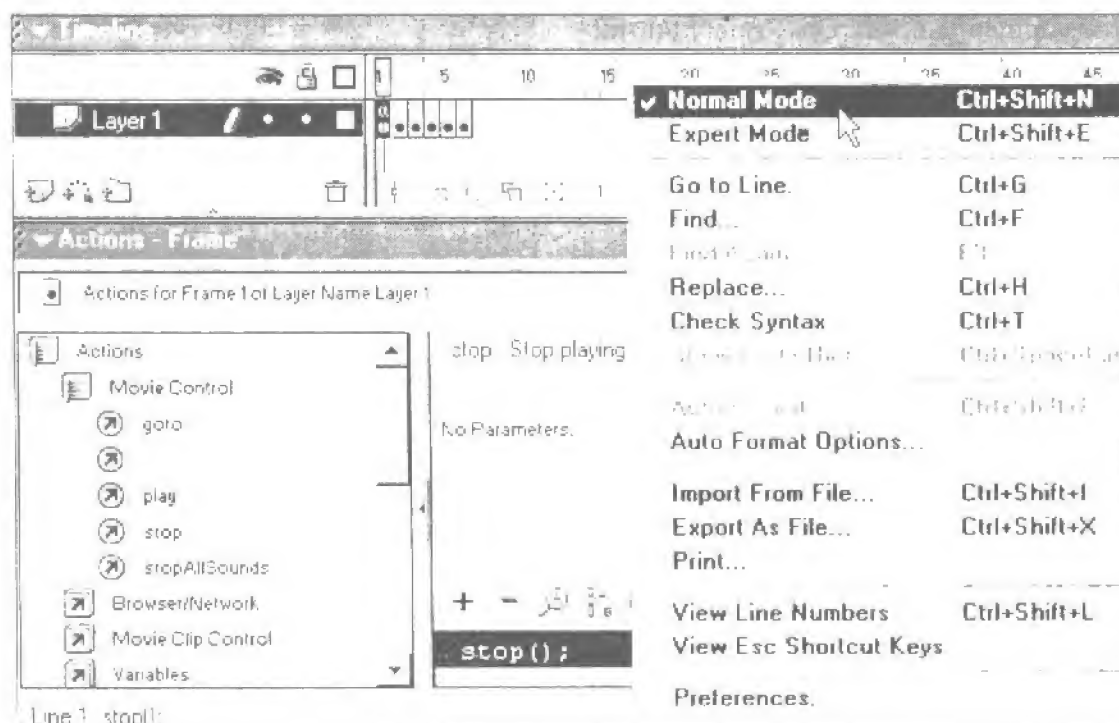 Timeline
1 5 10 15 20 25 30 35 40 45
Layer 1
Actions - Frame
Actions for Frame 1 of Layer Name Layer 1
Actions
Movie Control
goto
play
stop
stopAllSounds
Browser/Network
Movie Clip Control
Variables
stop : Stop playing
No Parameters.
+ -
stop();
Line 1: stop();
Normal Mode Ctrl+Shift+N
Expert Mode Ctrl+Shift+E
Go to Line. Ctrl+G
Find... Ctrl+F
Replace... Ctrl+H
Check Syntax Ctrl+T
Auto Format Options...
Import From File... Ctrl+Shift+I
Export As File... Ctrl+Shift+X
Print...
View Line Numbers Ctrl+Shift+L
View Esc Shortcut Keys
Preferences.